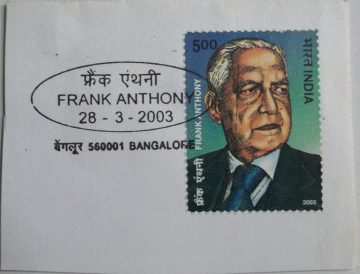 फ्रैंक एंथनी
FRANK ANTHONY
28 - 3 - 2003
बेंगलूर 560001 BANGALORE
5.00
भारत INDIA
फ्रैंक एंथनी FRANK ANTHONY
2003